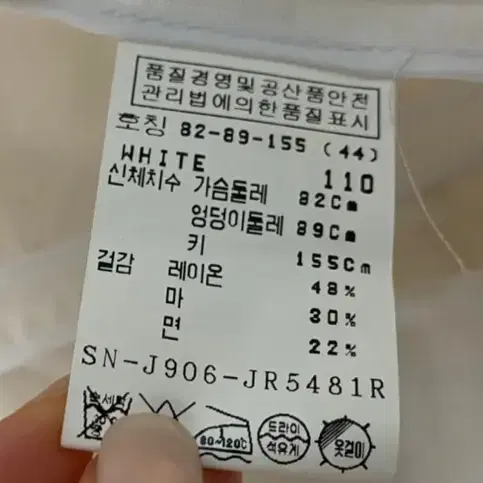 품질경영및공산품안전
관리법에의한품질표시
호칭 82-89-155 (44)
WHITE 110
신체치수 가슴둘레 82Cm
엉덩이둘레 89Cm
키 155Cm
겉감 레이온 48%
마 30%
면 22%
SN-J906-JR5481R
80~120℃
드라이
석유계
옷걸이